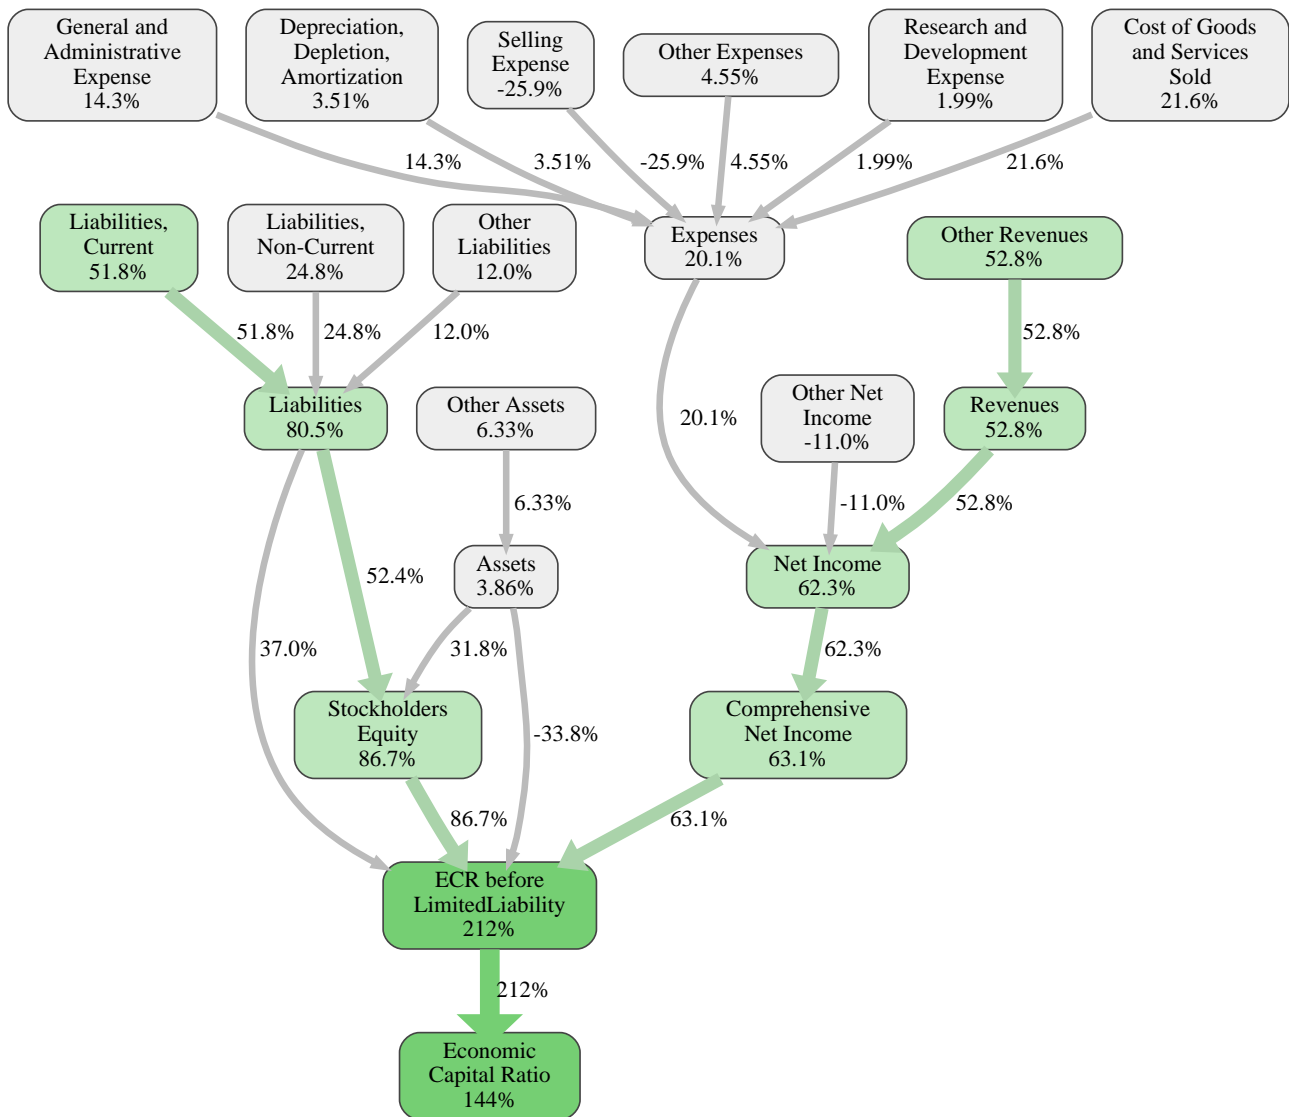 General and
Administrative
Expense
14.3%
Depreciation,
Depletion,
Amortization
3.51%
Selling
Expense
-25.9%
Other Expenses
4.55%
Research and
Development
Expense
1.99%
Cost of Goods
and Services
Sold
21.6%
14.3%
3.51%
-25.9%
4.55%
1.99%
21.6%
Liabilities,
Current
51.8%
Liabilities,
Non-Current
24.8%
Other
Liabilities
12.0%
Expenses
20.1%
Other Revenues
52.8%
51.8%
24.8%
12.0%
52.8%
Liabilities
80.5%
Other Assets
6.33%
20.1%
Other Net
Income
-11.0%
Revenues
52.8%
6.33%
-11.0%
52.8%
52.4%
Assets
3.86%
Net Income
62.3%
37.0%
31.8%
62.3%
Stockholders
Equity
86.7%
-33.8%
Comprehensive
Net Income
63.1%
86.7%
63.1%
ECR before
LimitedLiability
212%
212%
Economic
Capital Ratio
144%